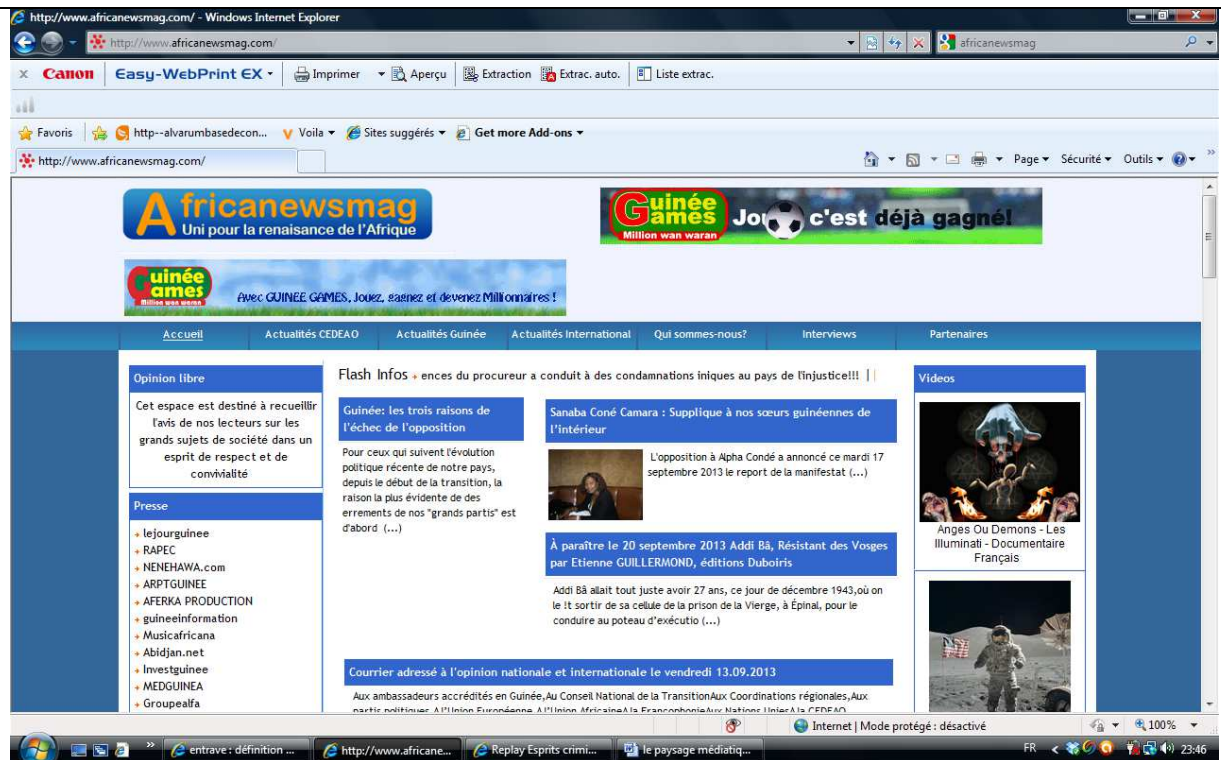 http://www.africanewsmag.com/ - Windows Internet Explorer
http://www.africanewsmag.com/
africanewsmag
x Canon Easy-WebPrint EX Imprimer Aperçu Extraction Extrac. auto. Liste extrac.
Favoris http--alvarumbasedecon... Voila Sites suggérés Get more Add-ons
http://www.africanewsmag.com/
Page Sécurité Outils
Africanewsmag
Uni pour la renaisance de l'Afrique
Guinée Games
Million wan waran
Jou c'est déjà gagné!
Guinée Games
Million wan waran
Avec GUINEE GAMES, Jouez, gagnez et devenez Millionnaires !
Accueil Actualités CEDEAO Actualités Guinée Actualités International Qui sommes-nous? Interviews Partenaires
Opinion libre
Cet espace est destiné à recueillir
l'avis de nos lecteurs sur les
grands sujets de société dans un
esprit de respect et de
convivialité
Presse
lejourguinee
RAPEC
NENEHAWA.com
ARPTGUINEE
AFERKA PRODUCTION
guineeinformation
Musicafricana
Abidjan.net
Investguinee
MEDGUINEA
Groupealfa
Flash Infos ences du procureur a conduit à des condamnations iniques au pays de l'injustice!!! |
Guinée: les trois raisons de
l'échec de l'opposition
Pour ceux qui suivent l'évolution
politique récente de notre pays,
depuis le début de la transition, la
raison la plus évidente de des
errements de nos "grands partis" est
d'abord (...)
Sanaba Coné Camara : Supplique à nos sœurs guinéennes de
l'intérieur
L'opposition à Alpha Condé a annoncé ce mardi 17
septembre 2013 le report de la manifestat (...)
À paraître le 20 septembre 2013 Addi Bâ, Résistant des Vosges
par Etienne GUILLERMOND, éditions Duboiris
Addi Bâ allait tout juste avoir 27 ans, ce jour de décembre 1943,où on
le !t sortir de sa cellule de la prison de la Vierge, à Épinal, pour le
conduire au poteau d'exécutio (...)
Courrier adressé à l'opinion nationale et internationale le vendredi 13.09.2013
Aux ambassadeurs accrédités en Guinée,Au Conseil National de la TransitionAux Coordinations régionales,Aux
partis politiques A l'Union Européenne A l'Union AfricaineA la FrancophonieAux Nations UniesA la CEDEAO
Videos
Anges Ou Demons - Les
Illuminati - Documentaire
Français
Internet | Mode protégé : désactivé 100%
entrave : définition ... http://www.africane... Replay Esprits crimi... le paysage médiatiq... FR 23:46